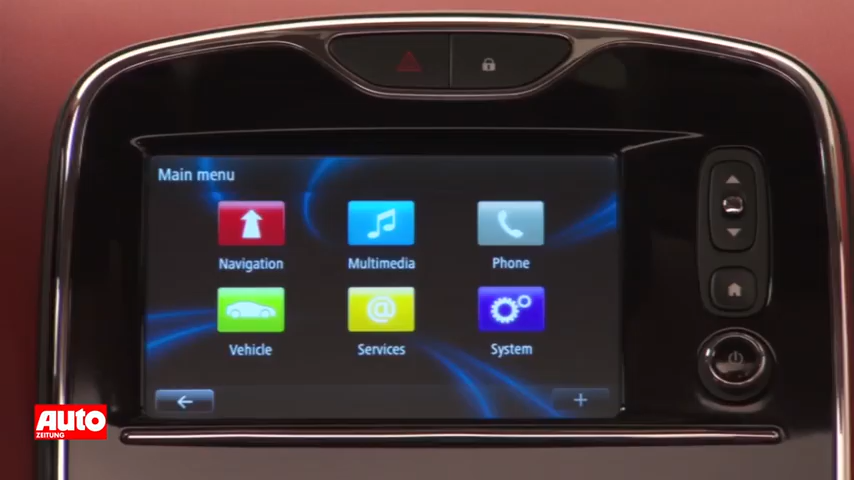 Main menu
Navigation
Multimedia
Phone
@
Vehicle
Services
System
Auto
ZEITUNG